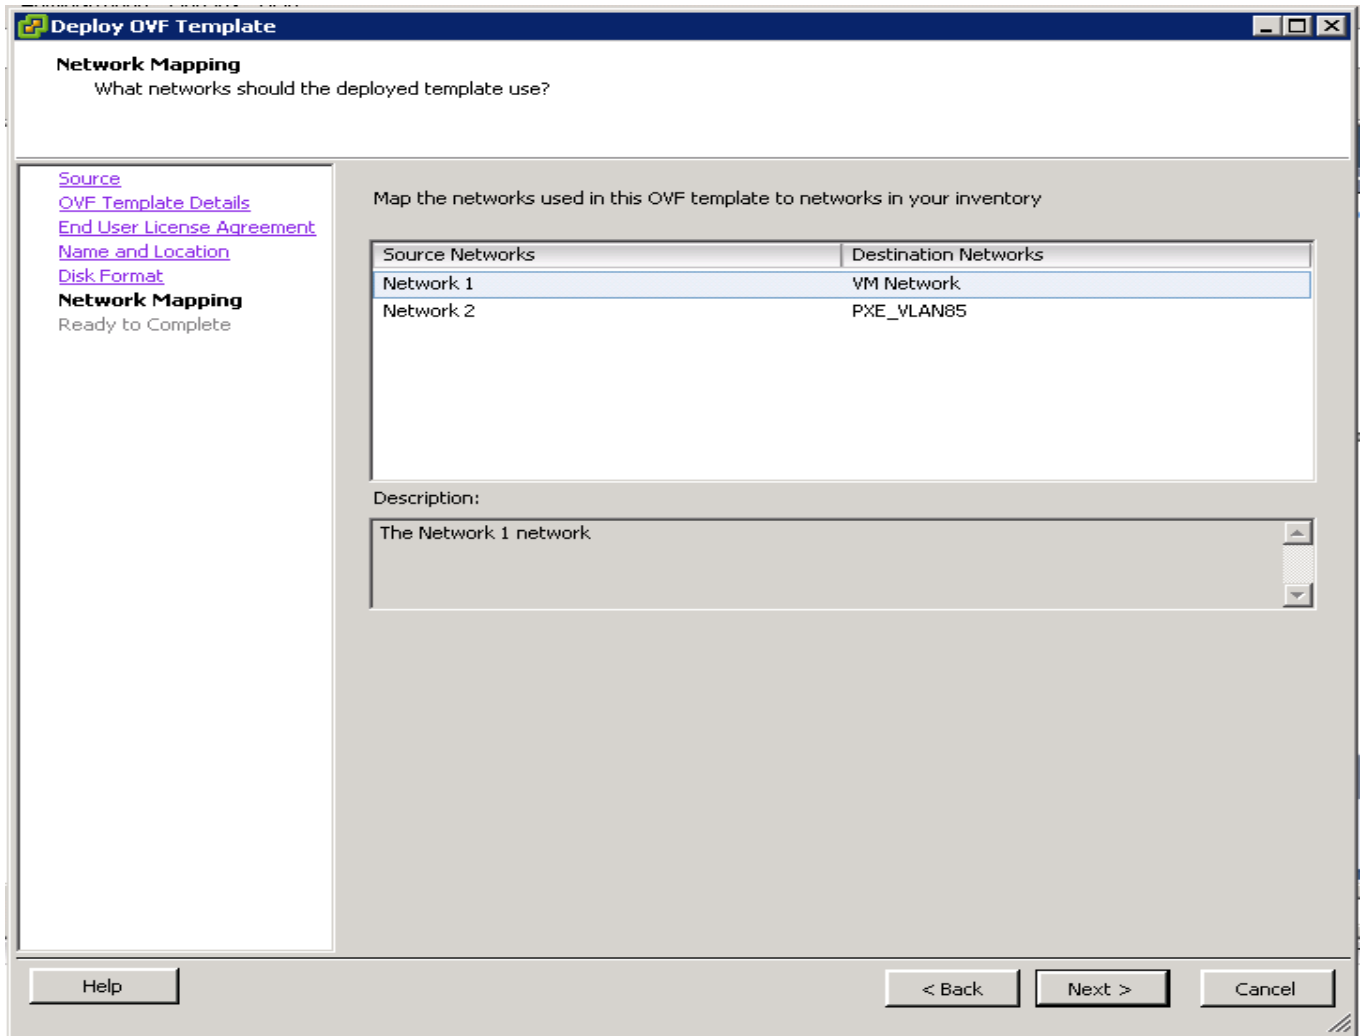 Deploy OVF Template
Network Mapping
What networks should the deployed template use?
Source
OVF Template Details
End User License Agreement
Name and Location
Disk Format
Network Mapping
Ready to Complete
Map the networks used in this OVF template to networks in your inventory
Source Networks Destination Networks
Network 1 VM Network
Network 2 PXE_VLAN85
Description:
The Network 1 network
Help < Back Next > Cancel